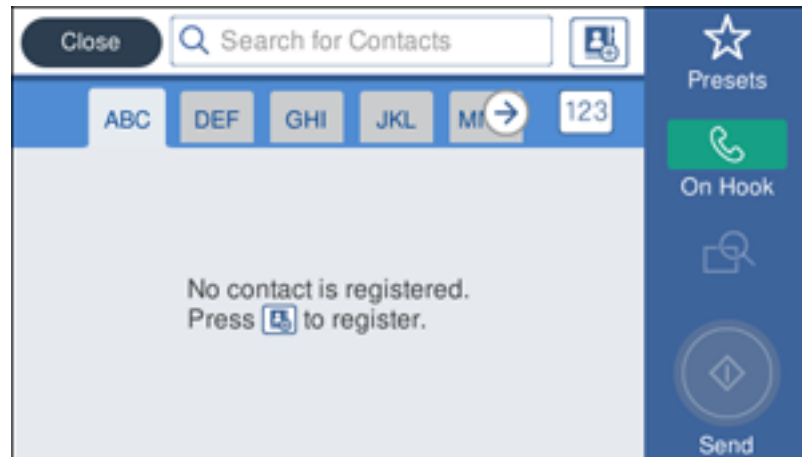 Close
Search for Contacts
Presets
ABC
DEF
GHI
JKL
123
On Hook
No contact is registered.
Press to register.
Send